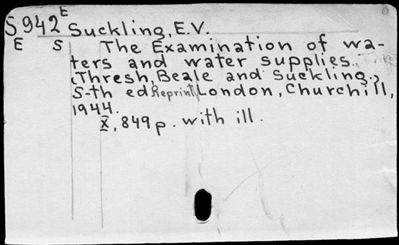 E
S942 Suckling, E.V.
E S The Examination of wa-
ters and water supplies.
Thresh, Beale and Suckling.,
5-th ed Reprint, London, Churchill,
1944.
X, 849 p. with ill.